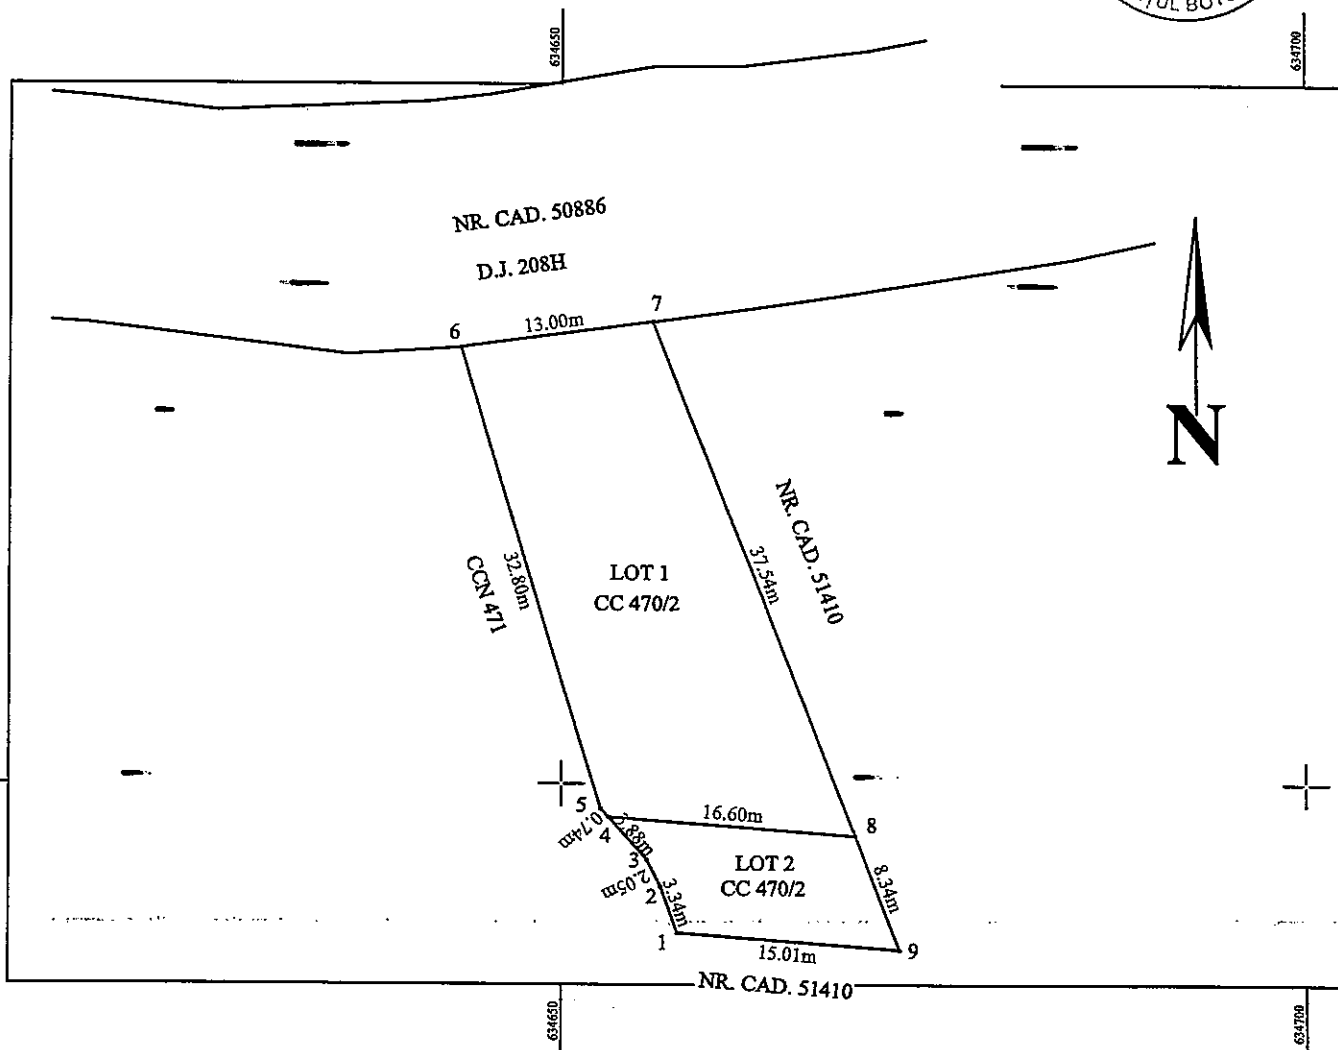 634650
634700
NR. CAD. 50886
D.J. 208H
6
13.00m
7
N
CCN 471
32.80m
LOT 1
CC 470/2
37.54m
NR. CAD. 51410
5
0.74m
4
2.88m
16.60m
8
3
2.05m
2
3.34m
LOT 2
CC 470/2
8.34m
1
15.01m
9
NR. CAD. 51410
634650
634700